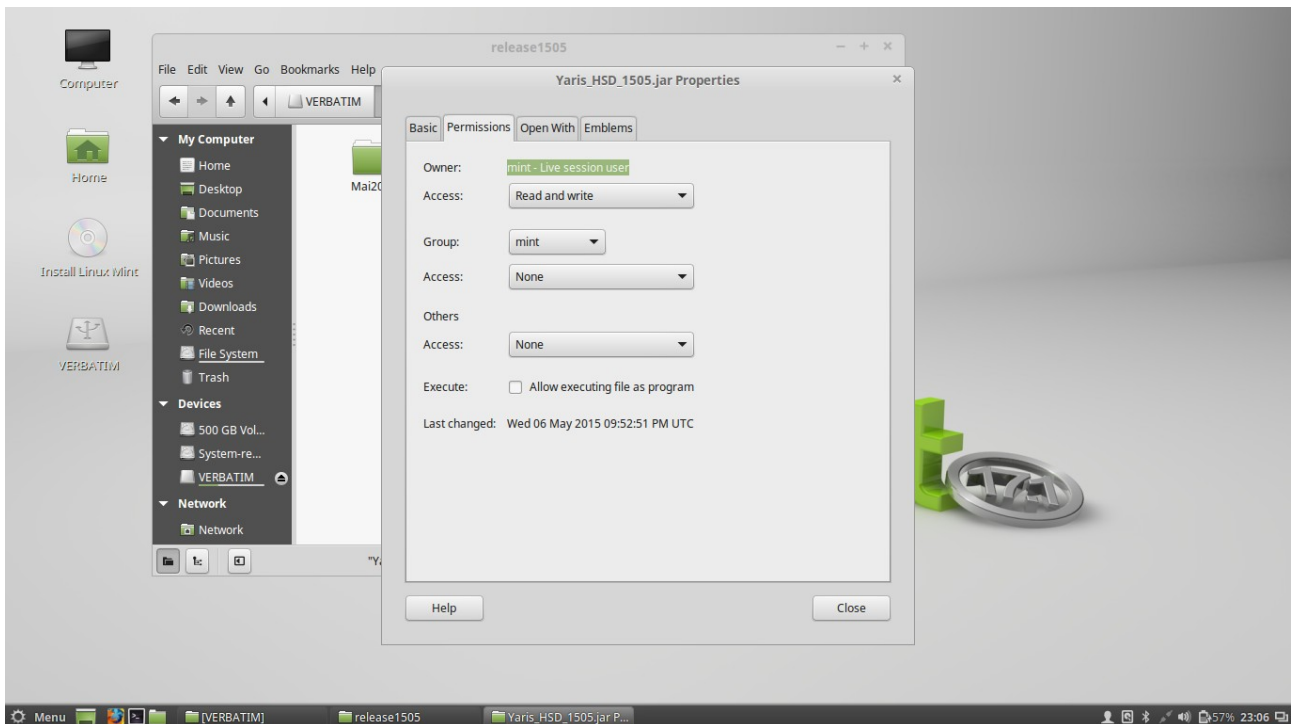 release1505
File Edit View Go Bookmarks Help
VERBATIM
My Computer
Home
Desktop
Documents
Music
Pictures
Videos
Downloads
Recent
File System
Trash
Devices
500 GB Vol...
System-re...
VERBATIM
Network
Network
Mai20
"Ya
Computer
Home
Install Linux Mint
VERBATIM
Yaris_HSD_1505.jar Properties
Basic Permissions Open With Emblems
Owner: mint - Live session user
Access: Read and write
Group: mint
Access: None
Others
Access: None
Execute: Allow executing file as program
Last changed: Wed 06 May 2015 09:52:51 PM UTC
Help Close
17.1
Menu [VERBATIM] release1505 Yaris_HSD_1505.jar P... 57% 23:06